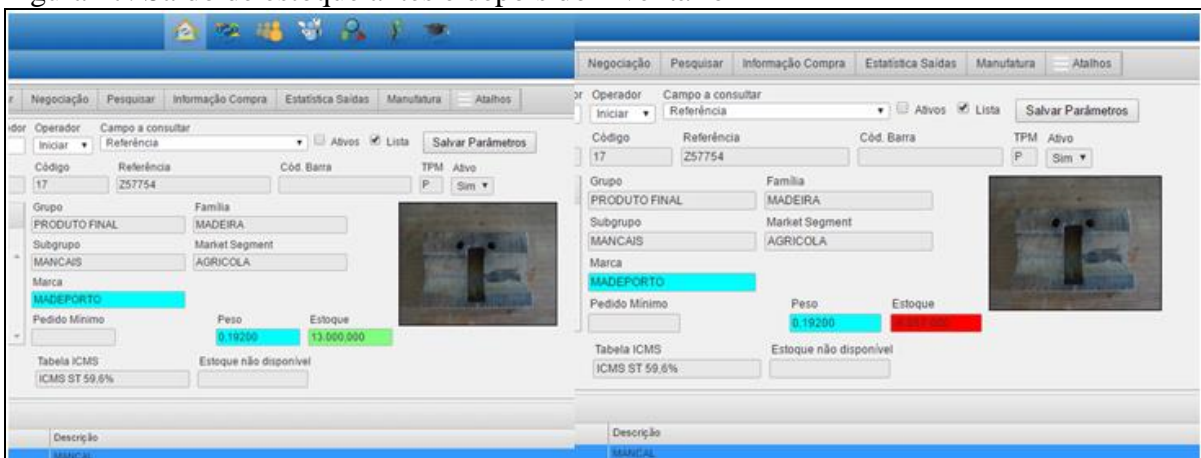 Negociação Pesquisar Informação Compra Estatística Saídas Manufatura Atalhos
Operador Campo a consultar
Iniciar Referência Ativos Lista Salvar Parâmetros
Código Referência Cód. Barra TPM Ativo
17 Z57754 P Sim
Grupo Família
PRODUTO FINAL MADEIRA
Subgrupo Market Segment
MANCAIS AGRICOLA
Marca
MADEPORTO
Pedido Mínimo Peso Estoque
0,19200 13.000,000
Tabela ICMS Estoque não disponível
ICMS ST 59,6%
Descrição
MANCAL
Negociação Pesquisar Informação Compra Estatística Saídas Manufatura Atalhos
Operador Campo a consultar
Iniciar Referência Ativos Lista Salvar Parâmetros
Código Referência Cód. Barra TPM Ativo
17 Z57754 P Sim
Grupo Família
PRODUTO FINAL MADEIRA
Subgrupo Market Segment
MANCAIS AGRICOLA
Marca
MADEPORTO
Pedido Mínimo Peso Estoque
0,19200
Tabela ICMS Estoque não disponível
ICMS ST 59,6%
Descrição
MANCAL